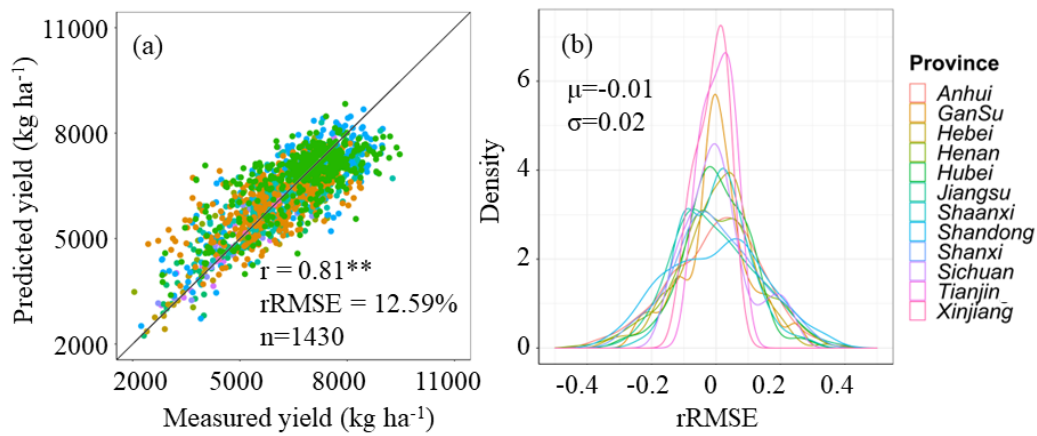 (a)
Predicted yield (kg ha-1)
11000
8000
5000
2000
r = 0.81**
rRMSE = 12.59%
n=1430
2000 5000 8000 11000
Measured yield (kg ha-1)
(b)
Density
6
4
2
0
μ=-0.01
σ=0.02
-0.4 -0.2 0 0.2 0.4
rRMSE
Province
Anhui
GanSu
Hebei
Henan
Hubei
Jiangsu
Shaanxi
Shandong
Shanxi
Sichuan
Tianjin
Xinjiang